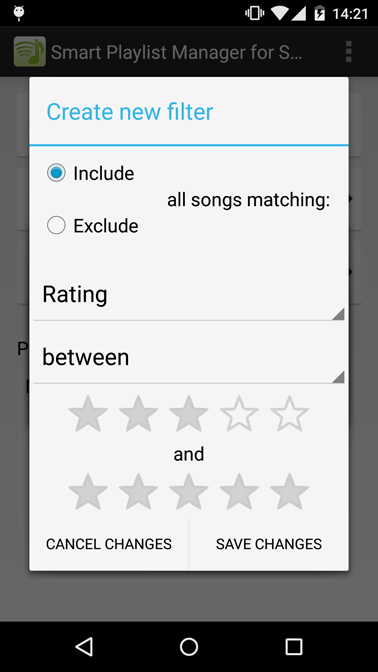 14:21
Smart Playlist Manager for S...
Create new filter
Include
all songs matching:
Exclude
Rating
between
and
CANCEL CHANGES
SAVE CHANGES